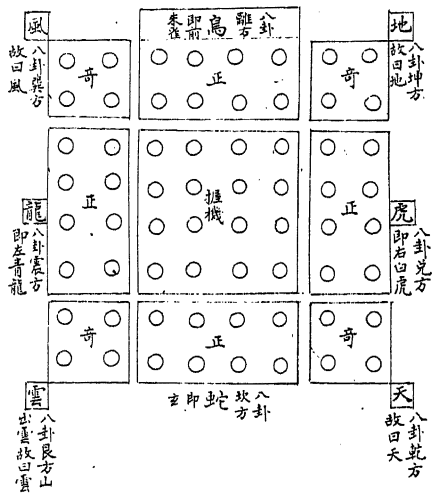 地
八卦坤方
故曰地
八卦
離方
鳥
即前
朱雀
風
八卦巽方
故曰風
奇
正
奇
虎
八卦兌方
即右白虎
正
握機
正
龍
八卦震方
即左青龍
奇
正
奇
天
八卦乾方
故曰天
八卦
坎方
蛇
即
玄
雲
八卦艮方山
出雲故曰雲